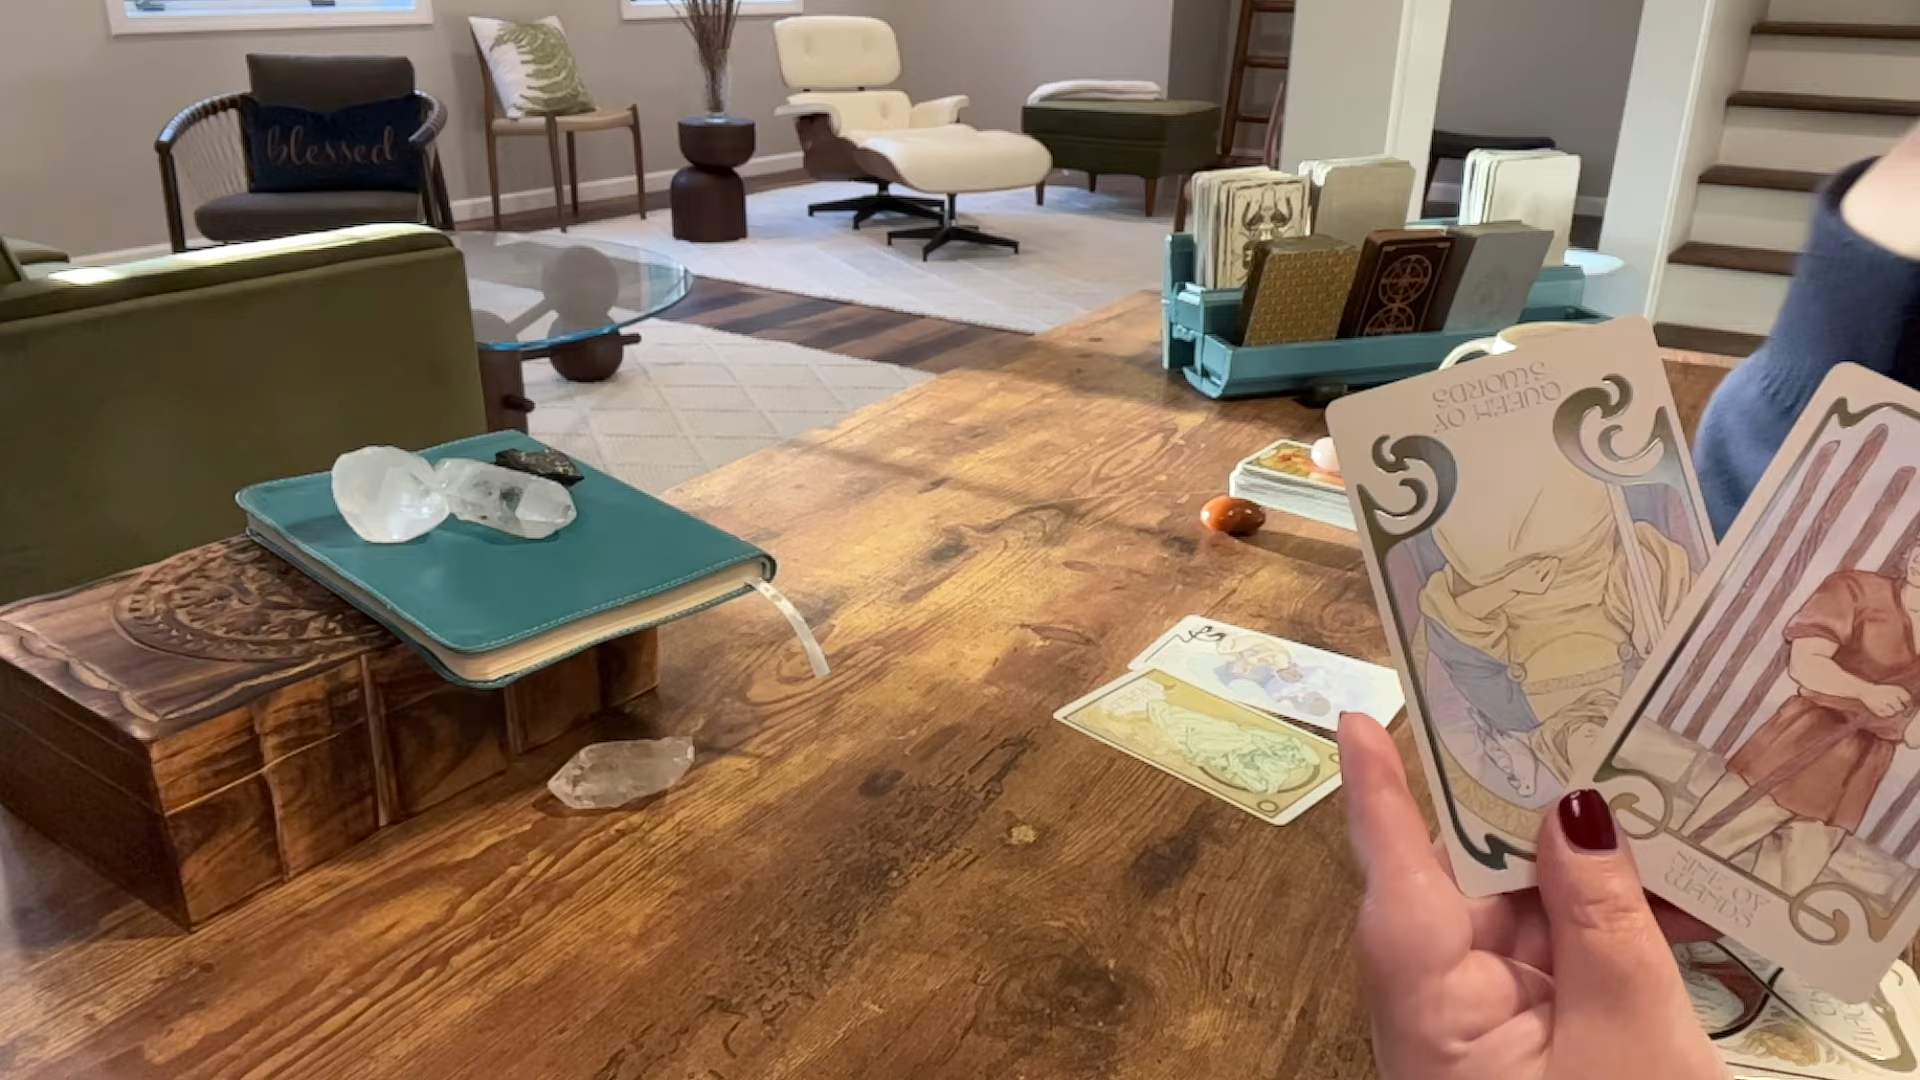 blessed
QUEEN OF
SWORDS
NINE OF
WANDS